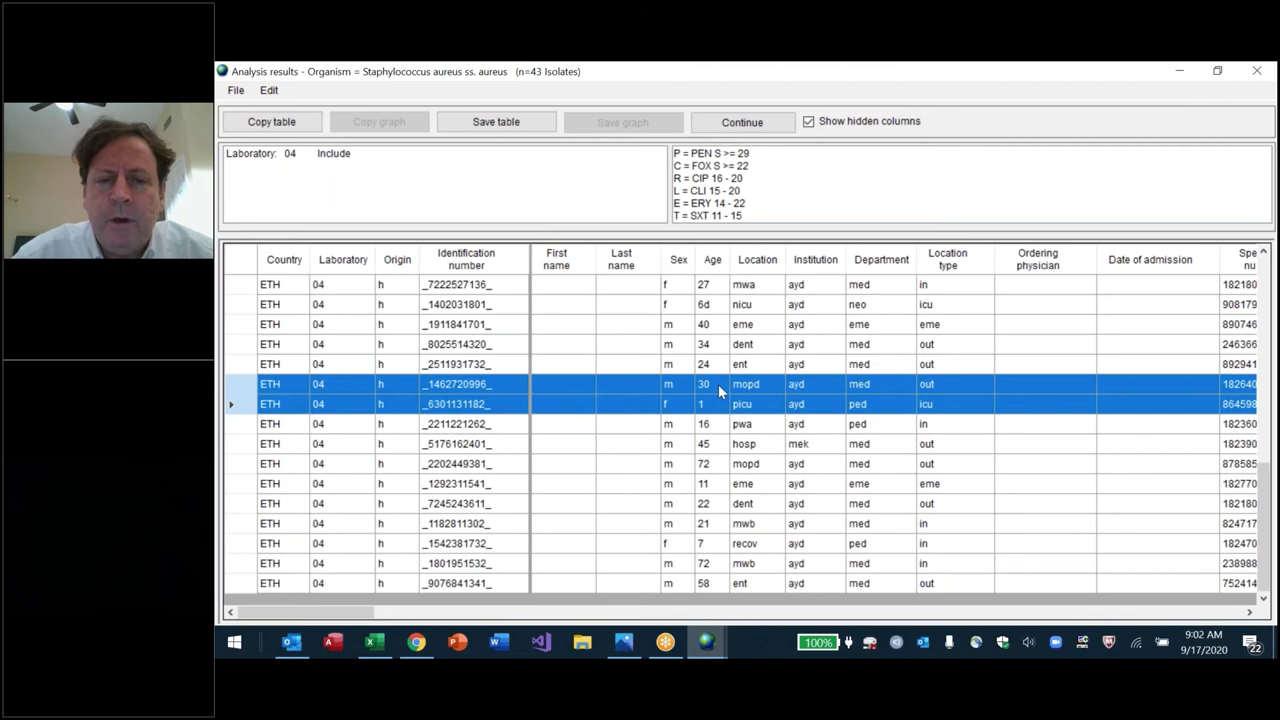 Analysis results - Organism = Staphylococcus aureus ss. aureus (n=43 Isolates)
File Edit
Copy table Copy graph Save table Save graph Continue Show hidden columns
Laboratory: 04 Include
P = PEN S >= 29
C = FOX S >= 22
R = CIP 16 - 20
L = CLI 15 - 20
E = ERY 14 - 22
T = SXT 11 - 15
Country Laboratory Origin Identification number First name Last name Sex Age Location Institution Department Location type Ordering physician Date of admission Spe nu
ETH 04 h _7222527136_ f 27 mwa ayd med in 182180
ETH 04 h _1402031801_ f 6d nicu ayd neo icu 908179
ETH 04 h _1911841701_ m 40 eme ayd eme eme 890746
ETH 04 h _8025514320_ m 34 dent ayd med out 246366
ETH 04 h _2511931732_ m 24 ent ayd med out 892941
ETH 04 h _1462720996_ m 30 mopd ayd med out 182640
ETH 04 h _6301131182_ f 1 picu ayd ped icu 864598
ETH 04 h _2211221262_ m 16 pwa ayd ped in 182360
ETH 04 h _5176162401_ m 45 hosp mek med out 182390
ETH 04 h _2202449381_ m 72 mopd ayd med out 878585
ETH 04 h _1292311541_ m 11 eme ayd eme eme 182770
ETH 04 h _7245243611_ m 22 dent ayd med out 182180
ETH 04 h _1182811302_ m 21 mwb ayd med in 824717
ETH 04 h _1542381732_ f 7 recov ayd ped in 182470
ETH 04 h _1801951532_ m 72 mwb ayd med in 238988
ETH 04 h _9076841341_ m 58 ent ayd med out 752414
100% 9:02 AM
9/17/2020 22